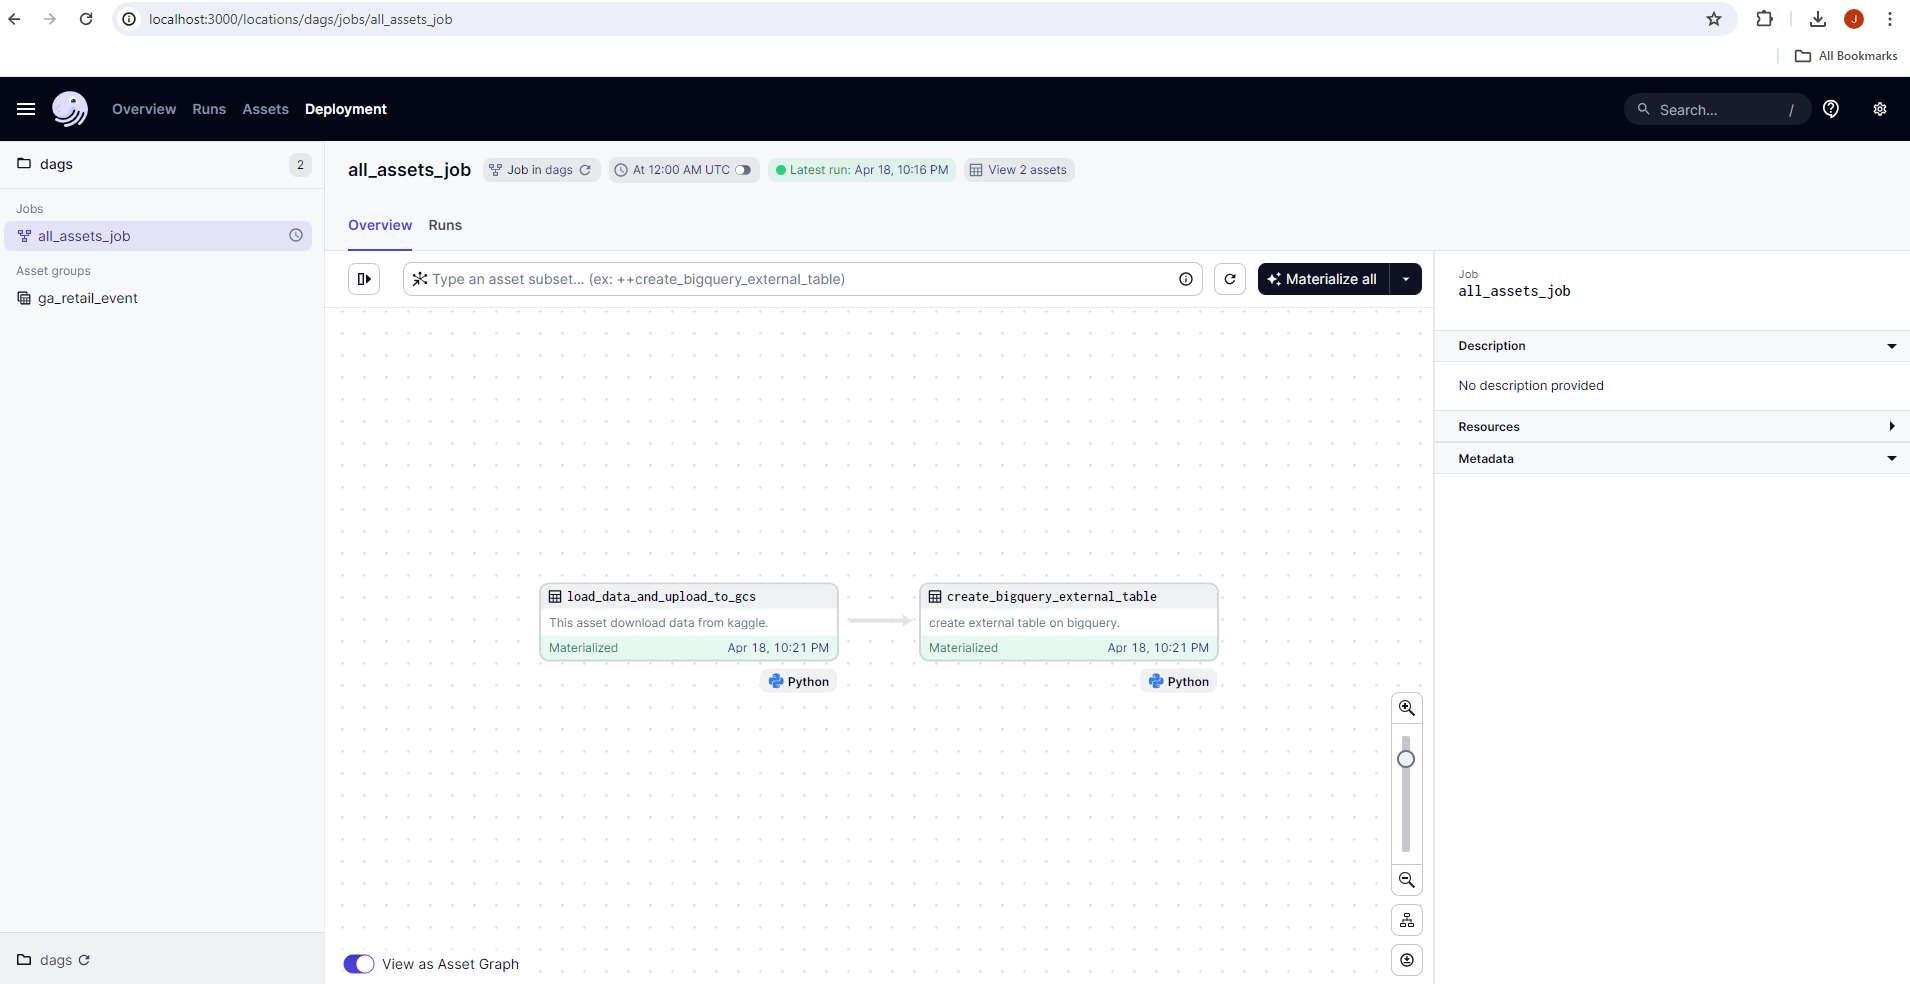 localhost:3000/locations/dags/jobs/all_assets_job
J
All Bookmarks
Overview Runs Assets Deployment
Search... /
dags 2
Jobs
all_assets_job
Asset groups
ga_retail_event
dags
all_assets_job Job in dags At 12:00 AM UTC Latest run: Apr 18, 10:16 PM View 2 assets
Overview Runs
Type an asset subset... (ex: ++create_bigquery_external_table)
Materialize all
load_data_and_upload_to_gcs
This asset download data from kaggle.
Materialized Apr 18, 10:21 PM
Python
create_bigquery_external_table
create external table on bigquery.
Materialized Apr 18, 10:21 PM
Python
View as Asset Graph
Job
all_assets_job
Description
No description provided
Resources
Metadata